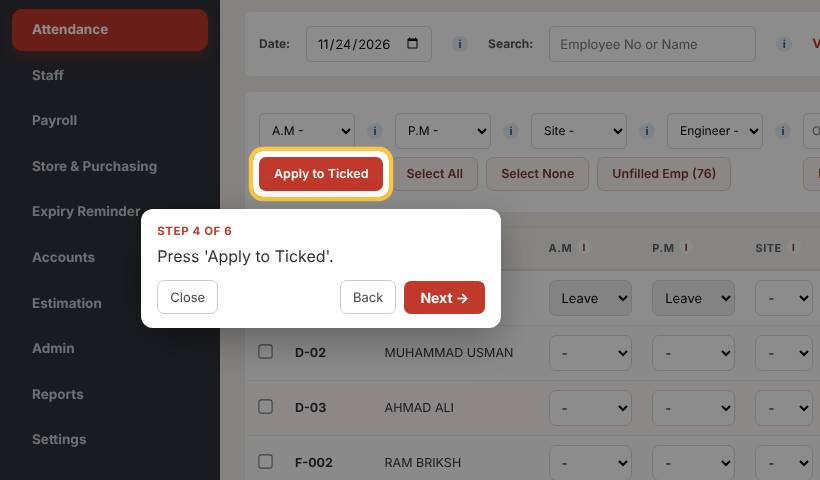 Attendance
Staff
Payroll
Store & Purchasing
Expiry Reminder
Accounts
Estimation
Admin
Reports
Settings
Date: 11/24/2026 i Search: Employee No or Name i
A.M - i P.M - i Site - i Engineer - i
Apply to Ticked Select All Select None Unfilled Emp (76)
STEP 4 OF 6
Press 'Apply to Ticked'.
Close Back Next →
A.M I P.M I SITE I
Leave Leave -
D-02 MUHAMMAD USMAN - - -
D-03 AHMAD ALI - - -
F-002 RAM BRIKSH - - -